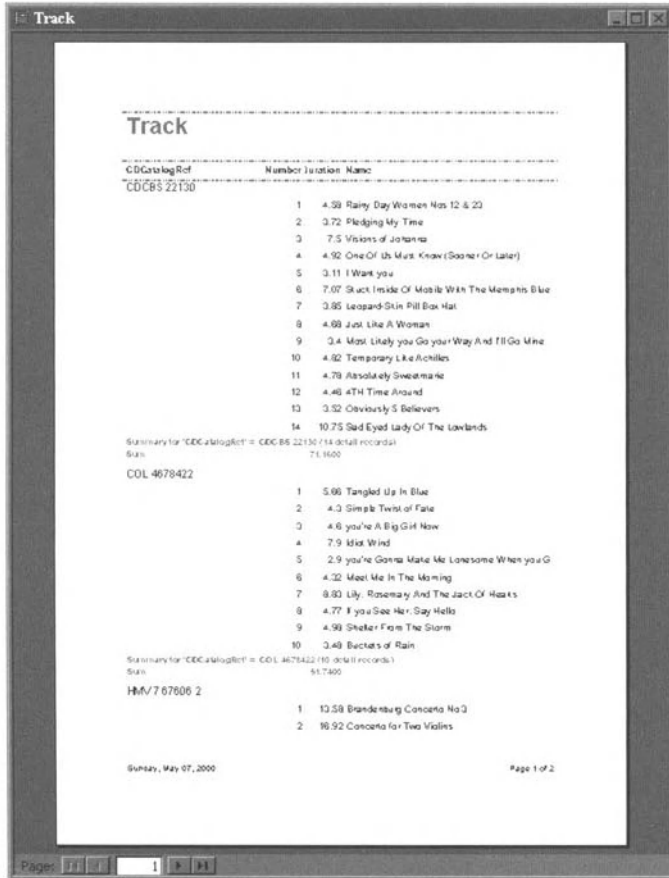 Track
Track
CDCatalogRef Number Duration Name
CDCBS 22130
1 4.58 Rainy Day Women Nos 12 & 23
2 3.72 Pledging My Time
3 7.5 Visions of Johanna
4 4.92 One Of Us Must Know (Sooner Or Later)
5 3.11 I Want you
6 7.07 Stuck Inside Of Mobile With The Memphis Blue
7 3.85 Leopard-Skin Pill Box Hat
8 4.68 Just Like A Woman
9 3.4 Most Likely you Go your Way And I'll Go Mine
10 4.82 Temporary Like Achilles
11 4.78 Absolutely Sweetmarie
12 4.46 4TH Time Around
13 3.52 Obviously 5 Believers
14 10.75 Sad Eyed Lady Of The Lowlands
Summary for 'CDCatalogRef' = CDCBS 22130 (14 detail records)
Sum 71.1600
COL 4678422
1 5.66 Tangled Up In Blue
2 4.3 Simple Twist of Fate
3 4.6 you're A Big Girl Now
4 7.9 Idiot Wind
5 2.9 you're Gonna Make Me Lonesome When you G
6 4.32 Meet Me In The Morning
7 8.83 Lily, Rosemary And The Jack Of Hearts
8 4.77 If you See Her, Say Hello
9 4.98 Shelter From The Storm
10 3.48 Buckets of Rain
Summary for 'CDCatalogRef' = COL 4678422 (10 detail records)
Sum 51.7400
HMV 7 67606 2
1 13.58 Brandenburg Concerto No 3
2 16.92 Concerto for Two Violins
Sunday, May 07, 2000 Page 1 of 2
Page: 1